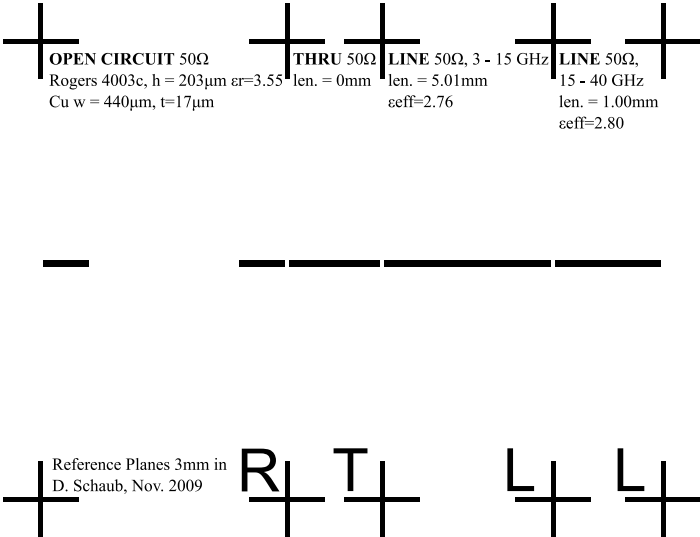 OPEN CIRCUIT 50Ω
Rogers 4003c, h = 203μm εr=3.55
Cu w = 440μm, t=17μm
THRU 50Ω
len. = 0mm
LINE 50Ω, 3 - 15 GHz
len. = 5.01mm
εeff=2.76
LINE 50Ω,
15 - 40 GHz
len. = 1.00mm
εeff=2.80
Reference Planes 3mm in
D. Schaub, Nov. 2009
R T L L